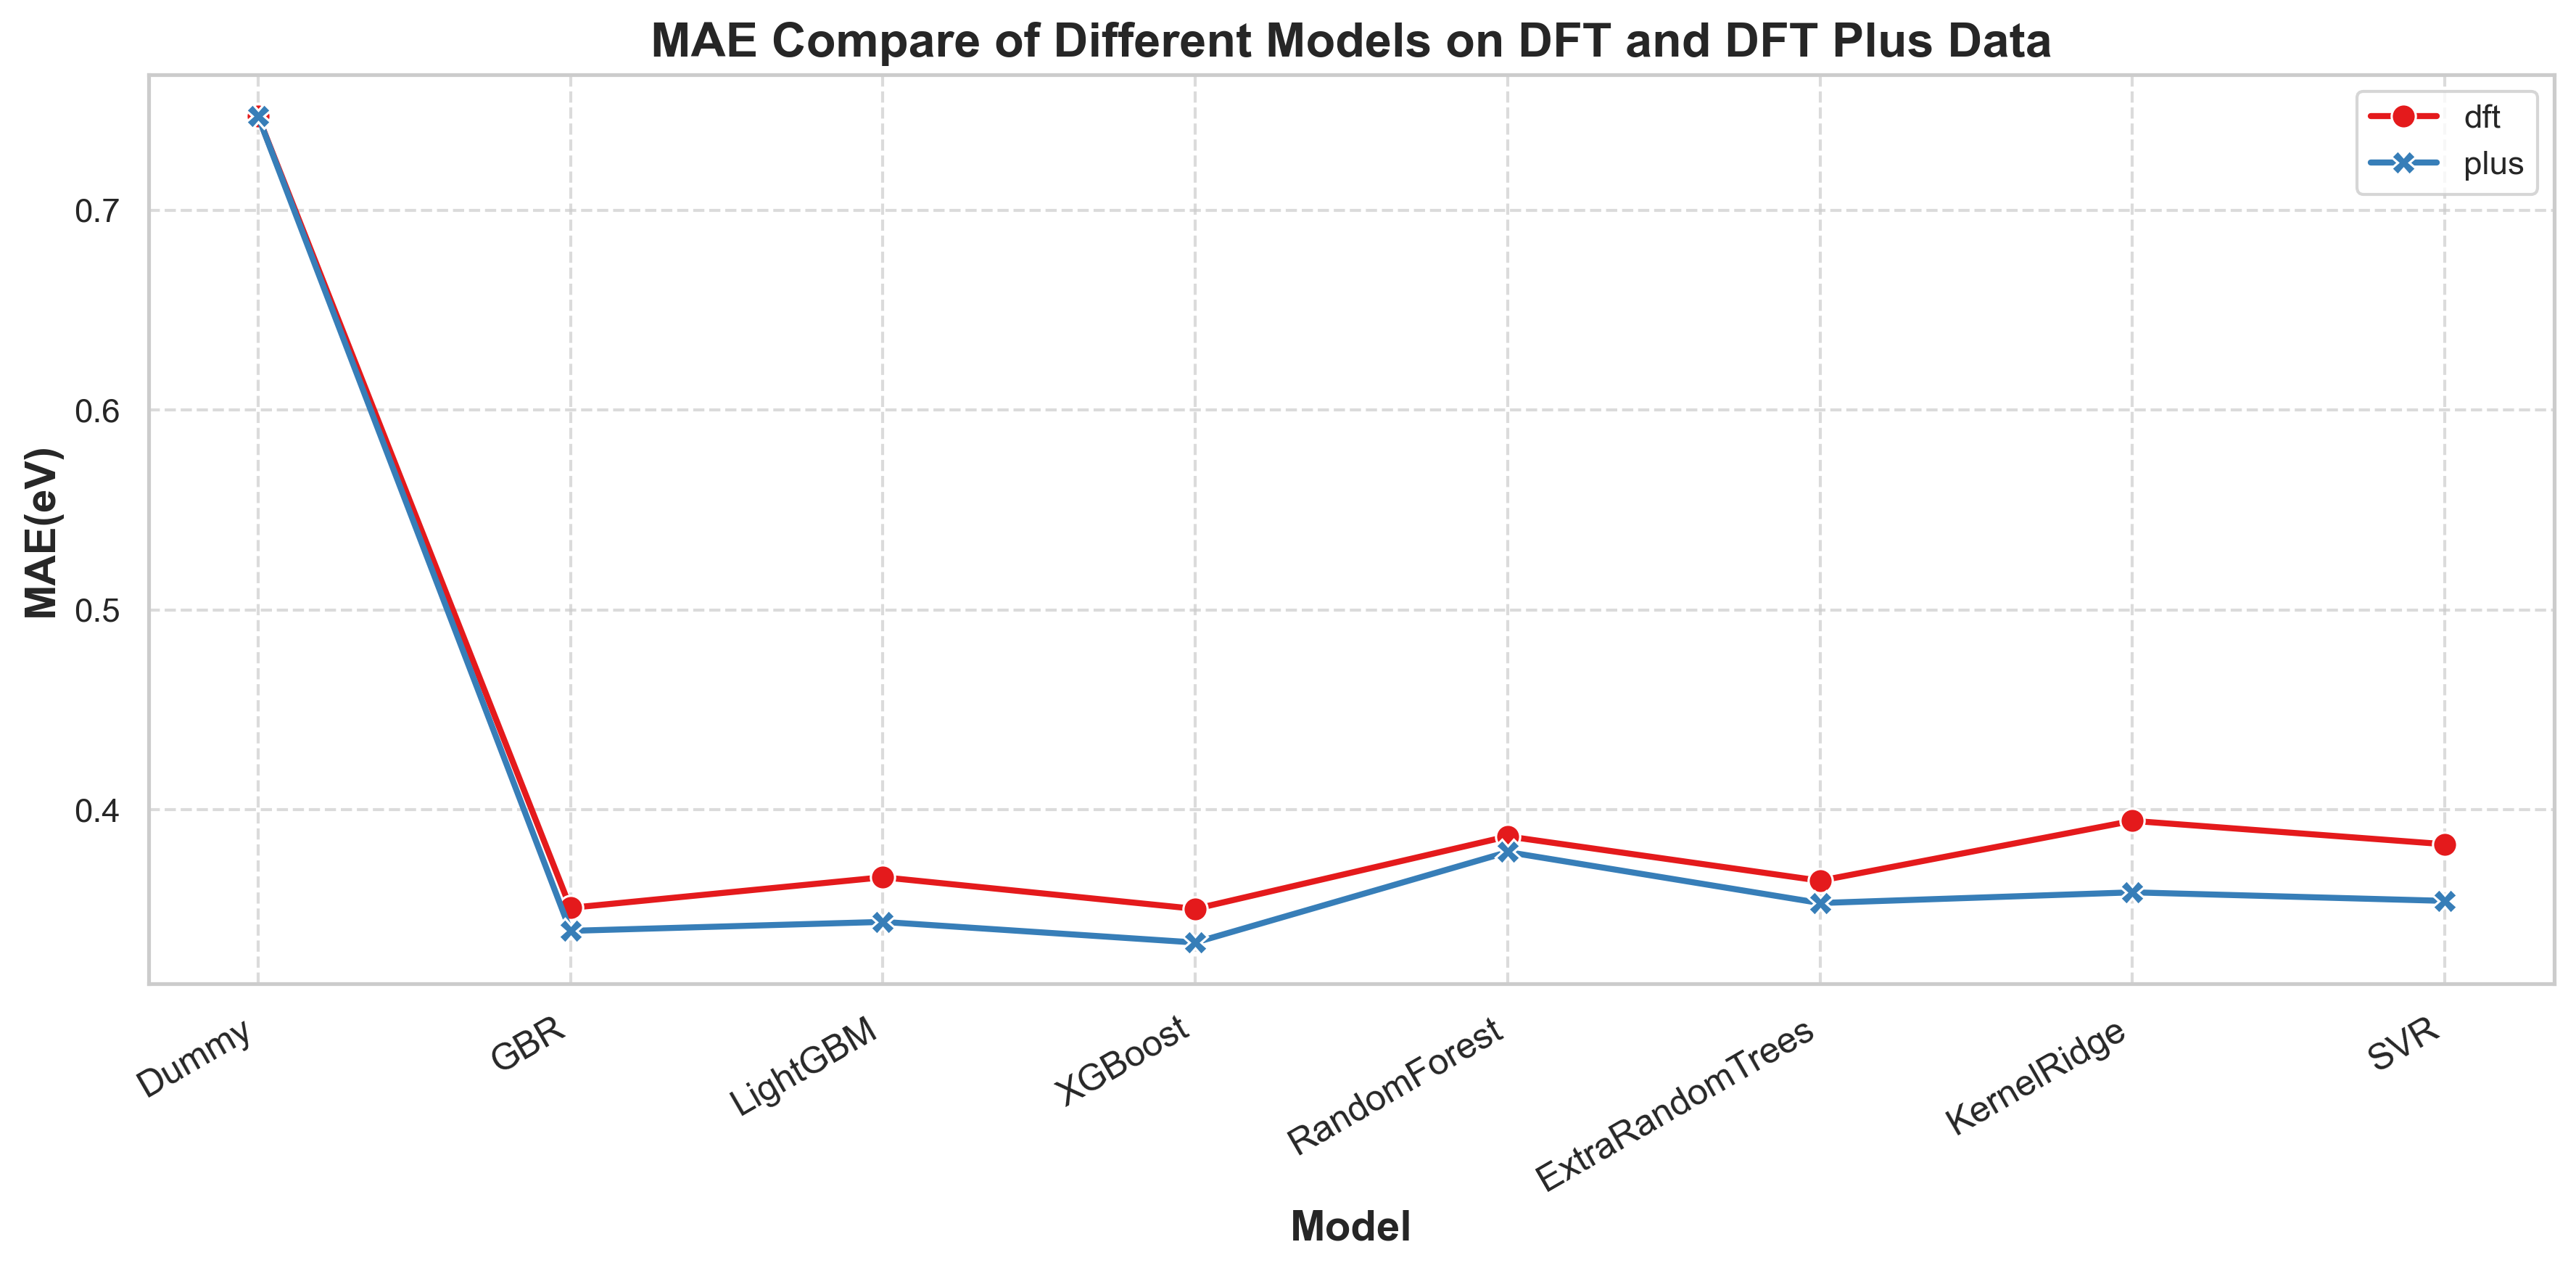 MAE Compare of Different Models on DFT and DFT Plus Data
dft
plus
0.7
0.6
0.5
0.4
MAE(eV)
Dummy
GBR
LightGBM
XGBoost
RandomForest
ExtraRandomTrees
KernelRidge
SVR
Model